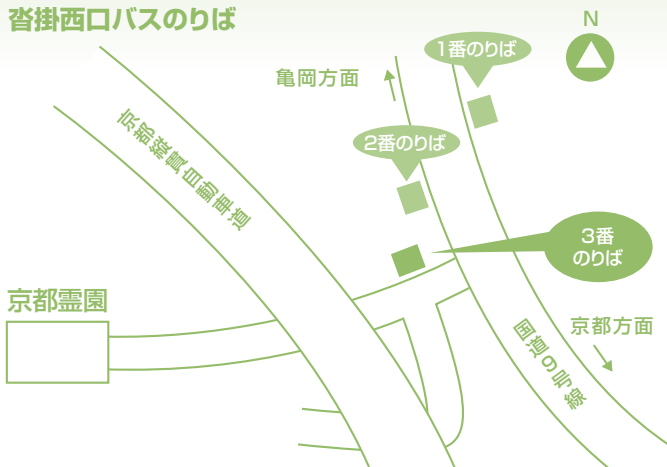 沓掛西口バスのりば
N
1番のりば
亀岡方面
2番のりば
京都縦貫自動車道
3番
のりば
京都霊園
京都方面
国道9号線